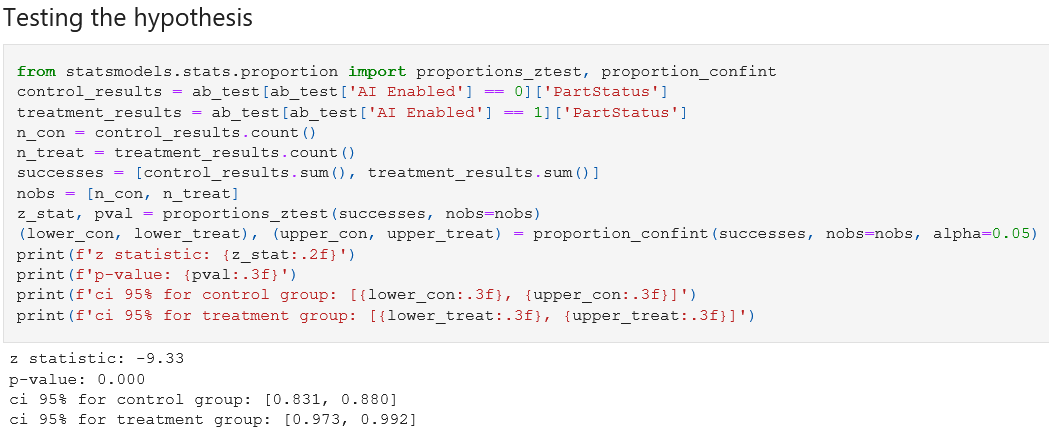 Testing the hypothesis
from statsmodels.stats.proportion import proportions_ztest, proportion_confint
control_results = ab_test[ab_test['AI Enabled'] == 0]['PartStatus']
treatment_results = ab_test[ab_test['AI Enabled'] == 1]['PartStatus']
n_con = control_results.count()
n_treat = treatment_results.count()
successes = [control_results.sum(), treatment_results.sum()]
nobs = [n_con, n_treat]
z_stat, pval = proportions_ztest(successes, nobs=nobs)
(lower_con, lower_treat), (upper_con, upper_treat) = proportion_confint(successes, nobs=nobs, alpha=0.05)
print(f'z statistic: {z_stat:.2f}')
print(f'p-value: {pval:.3f}')
print(f'ci 95% for control group: [{lower_con:.3f}, {upper_con:.3f}]')
print(f'ci 95% for treatment group: [{lower_treat:.3f}, {upper_treat:.3f}]')
z statistic: -9.33
p-value: 0.000
ci 95% for control group: [0.831, 0.880]
ci 95% for treatment group: [0.973, 0.992]